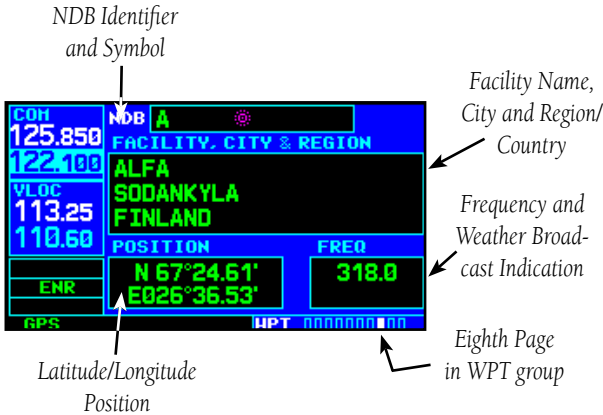 NDB Identifier
and Symbol
Facility Name,
City and Region/
Country
COM
125.850
122.100
VLOC
113.25
110.60
ENR
GPS
NDB A
FACILITY, CITY & REGION
ALFA
SODANKYLA
FINLAND
POSITION FREQ
N 67°24.61' 318.0
E026°36.53'
WPT
Frequency and
Weather Broad-
cast Indication
Eighth Page
in WPT group
Latitude/Longitude
Position